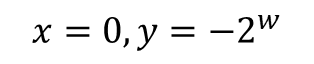 x = 0, y = −2^w